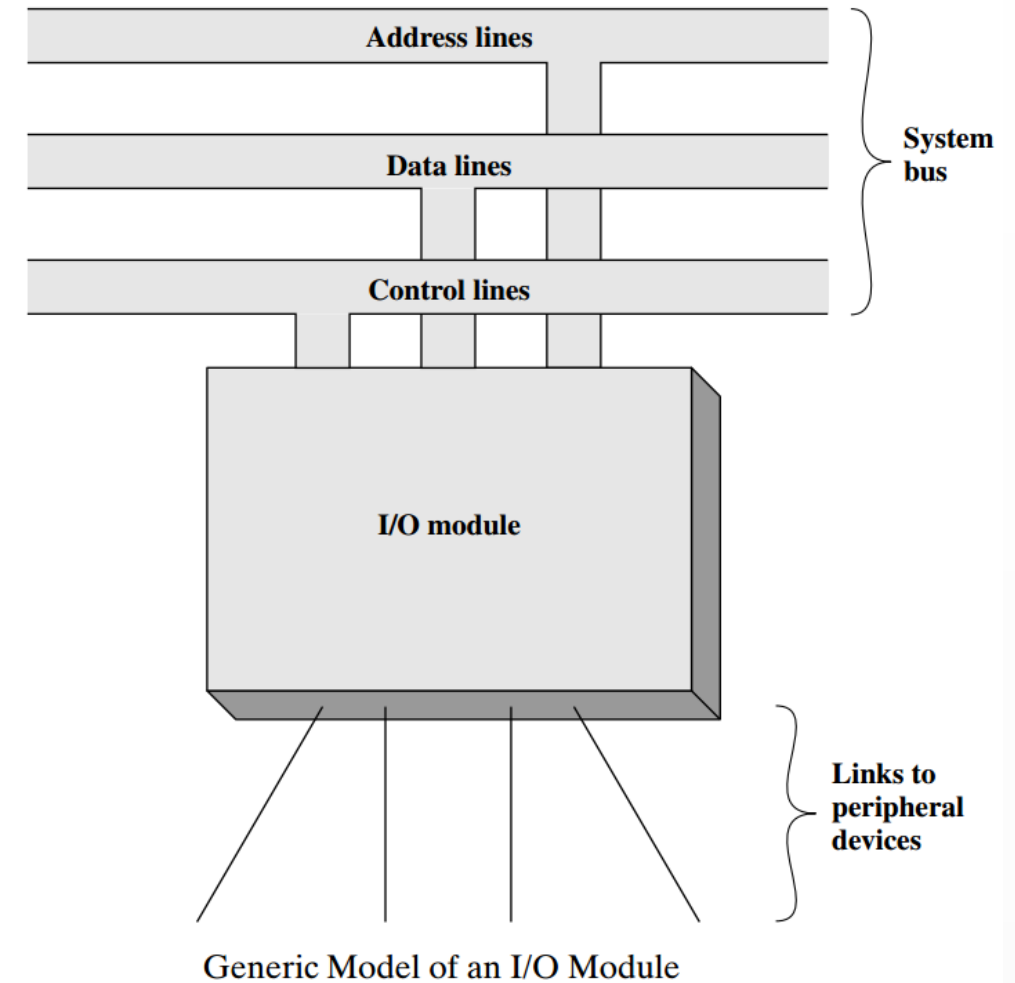 Address lines
Data lines
System
bus
Control lines
I/O module
Links to
peripheral
devices
Generic Model of an I/O Module